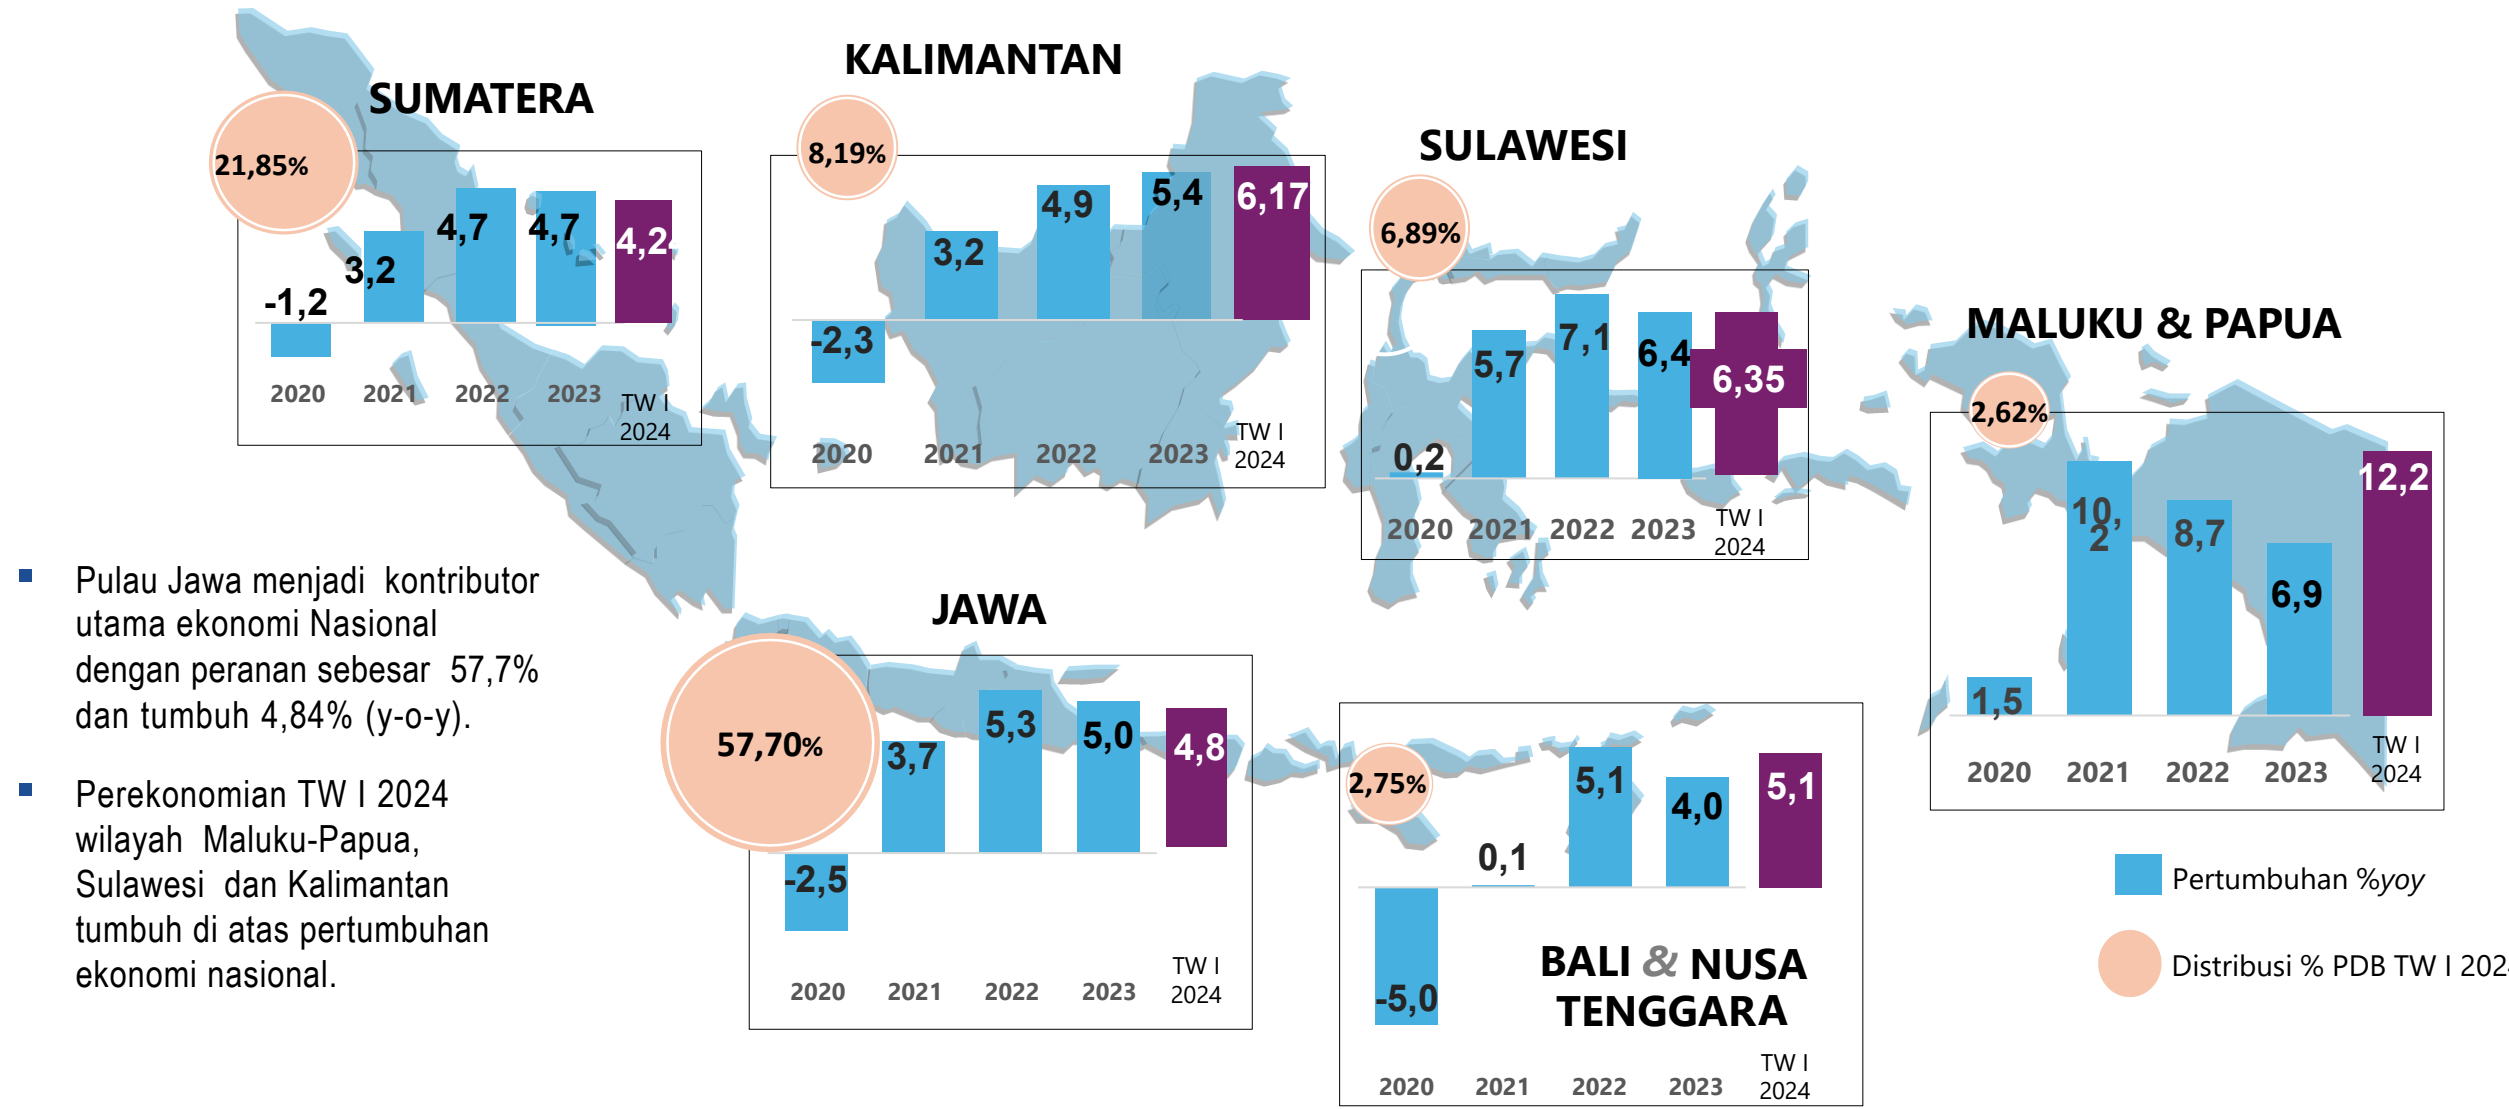 KALIMANTAN
SUMATERA
SULAWESI
MALUKU & PAPUA
JAWA
BALI & NUSA
TENGGARA
21,85%
-1,2
3,2
4,7
4,7
4,24
2020 2021 2022 2023 TW I
2024
8,19%
-2,3
3,2
4,9
5,4
6,17
2020 2021 2022 2023 TW I
2024
6,89%
0,2
5,7
7,1
6,4
6,35
2020 2021 2022 2023 TW I
2024
2,62%
1,5
10,
2
8,7
6,9
12,2
2020 2021 2022 2023 TW I
2024
57,70%
-2,5
3,7
5,3
5,0
4,8
2020 2021 2022 2023 TW I
2024
2,75%
-5,0
0,1
5,1
4,0
5,1
2020 2021 2022 2023 TW I
2024
Pulau Jawa menjadi kontributor
utama ekonomi Nasional
dengan peranan sebesar 57,7%
dan tumbuh 4,84% (y-o-y).
Perekonomian TW I 2024
wilayah Maluku-Papua,
Sulawesi dan Kalimantan
tumbuh di atas pertumbuhan
ekonomi nasional.
Pertumbuhan %yoy
Distribusi % PDB TW I 2024